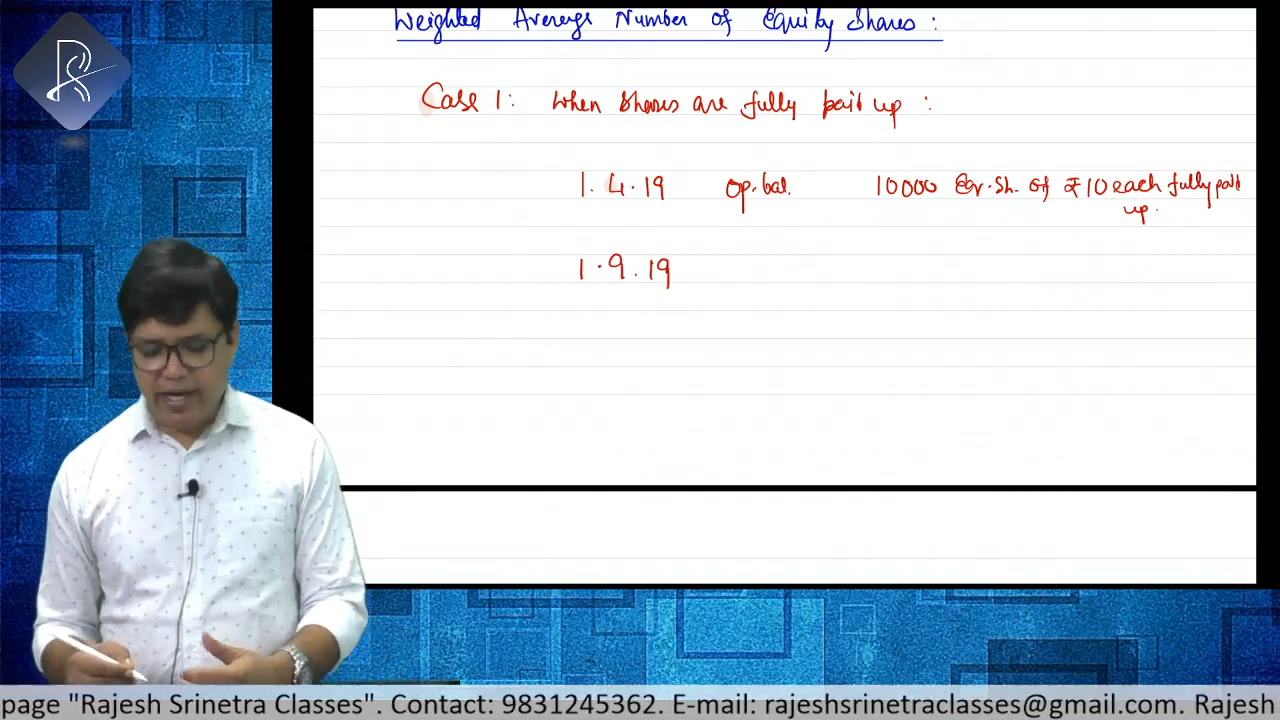 Weighted Average Number of Equity Shares :
Case 1: When Shares are fully paid up :
1.4.19 Op.bal. 10000 Eq.Sh. of ₹10 each fully paid
up.
1.9.19
page "Rajesh Srinetra Classes". Contact: 9831245362. E-mail: rajeshsrinetraclasses@gmail.com. Rajesh